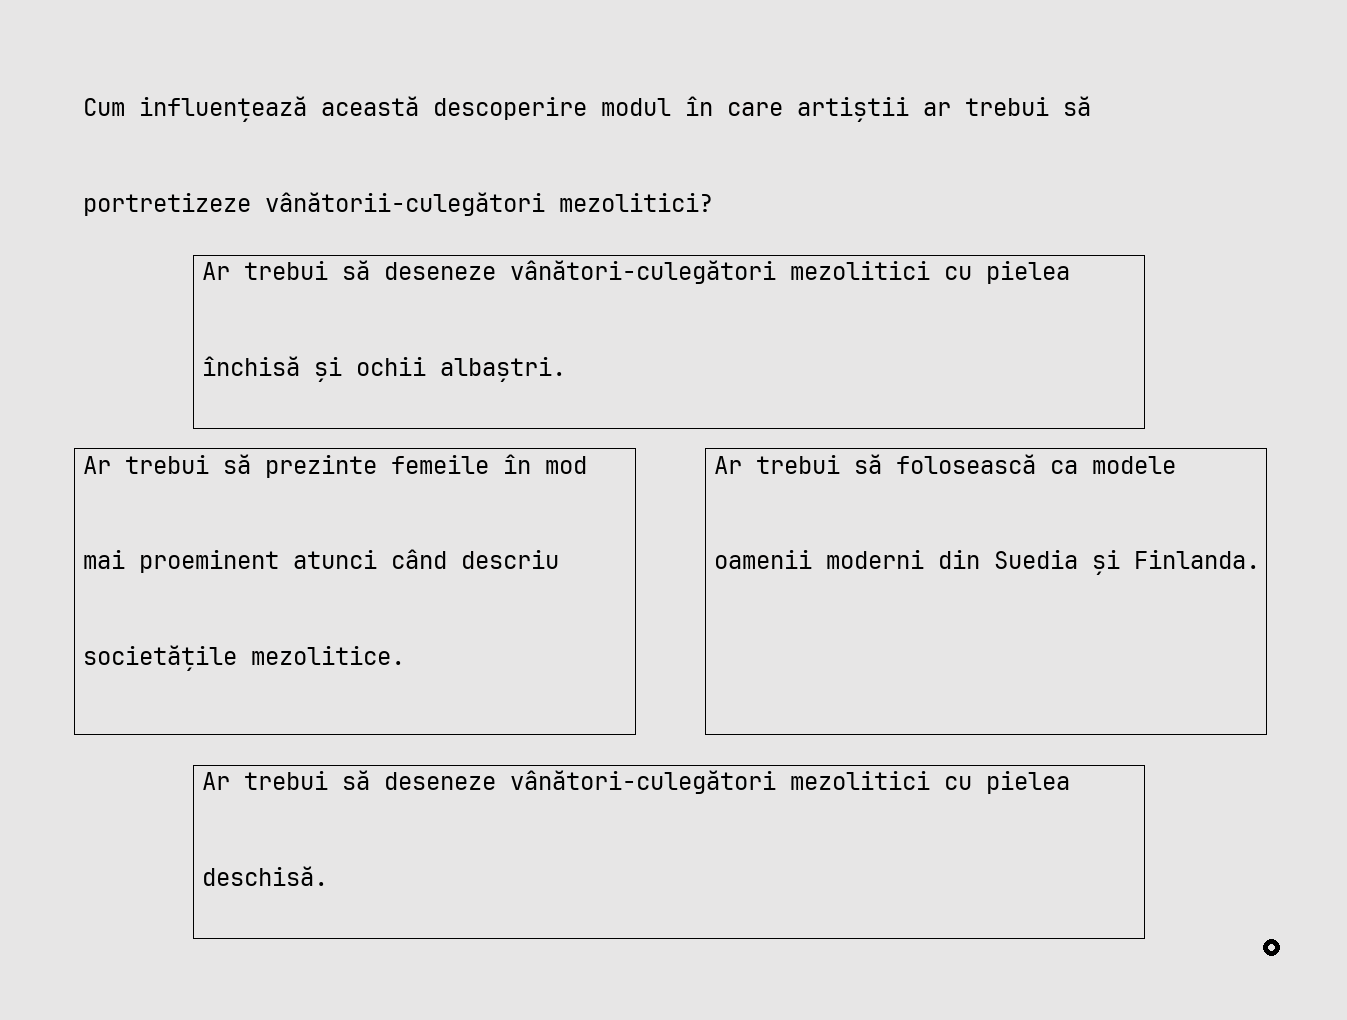 Cum influențează această descoperire modul în care artiștii ar trebui să
portretizeze vânătorii-culegători mezolitici?
Ar trebui să deseneze vânători-culegători mezolitici cu pielea
închisă și ochii albaștri.
Ar trebui să prezinte femeile în mod
mai proeminent atunci când descriu
societățile mezolitice.
Ar trebui să folosească ca modele
oamenii moderni din Suedia și Finlanda.
Ar trebui să deseneze vânători-culegători mezolitici cu pielea
deschisă.